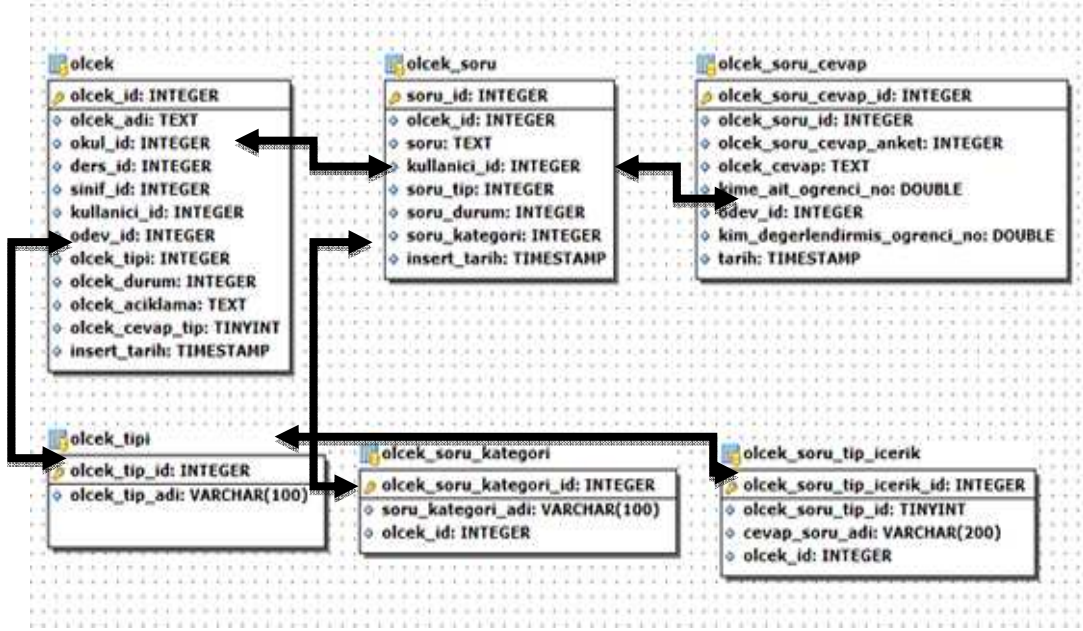 olcek
olcek_id: INTEGER
olcek_adi: TEXT
okul_id: INTEGER
ders_id: INTEGER
sinif_id: INTEGER
kullanici_id: INTEGER
odev_id: INTEGER
olcek_tipi: INTEGER
olcek_durum: INTEGER
olcek_aciklama: TEXT
olcek_cevap_tip: TINYINT
insert_tarih: TIMESTAMP
olcek_soru
soru_id: INTEGER
olcek_id: INTEGER
soru: TEXT
kullanici_id: INTEGER
soru_tip: INTEGER
soru_durum: INTEGER
soru_kategori: INTEGER
insert_tarih: TIMESTAMP
olcek_soru_cevap
olcek_soru_cevap_id: INTEGER
olcek_soru_id: INTEGER
olcek_soru_cevap_anket: INTEGER
olcek_cevap: TEXT
kime_ait_ogrenci_no: DOUBLE
odev_id: INTEGER
kim_degerlendirmis_ogrenci_no: DOUBLE
tarih: TIMESTAMP
olcek_tipi
olcek_tip_id: INTEGER
olcek_tip_adi: VARCHAR(100)
olcek_soru_kategori
olcek_soru_kategori_id: INTEGER
soru_kategori_adi: VARCHAR(100)
olcek_id: INTEGER
olcek_soru_tip_icerik
olcek_soru_tip_icerik_id: INTEGER
olcek_soru_tip_id: TINYINT
cevap_soru_adi: VARCHAR(200)
olcek_id: INTEGER